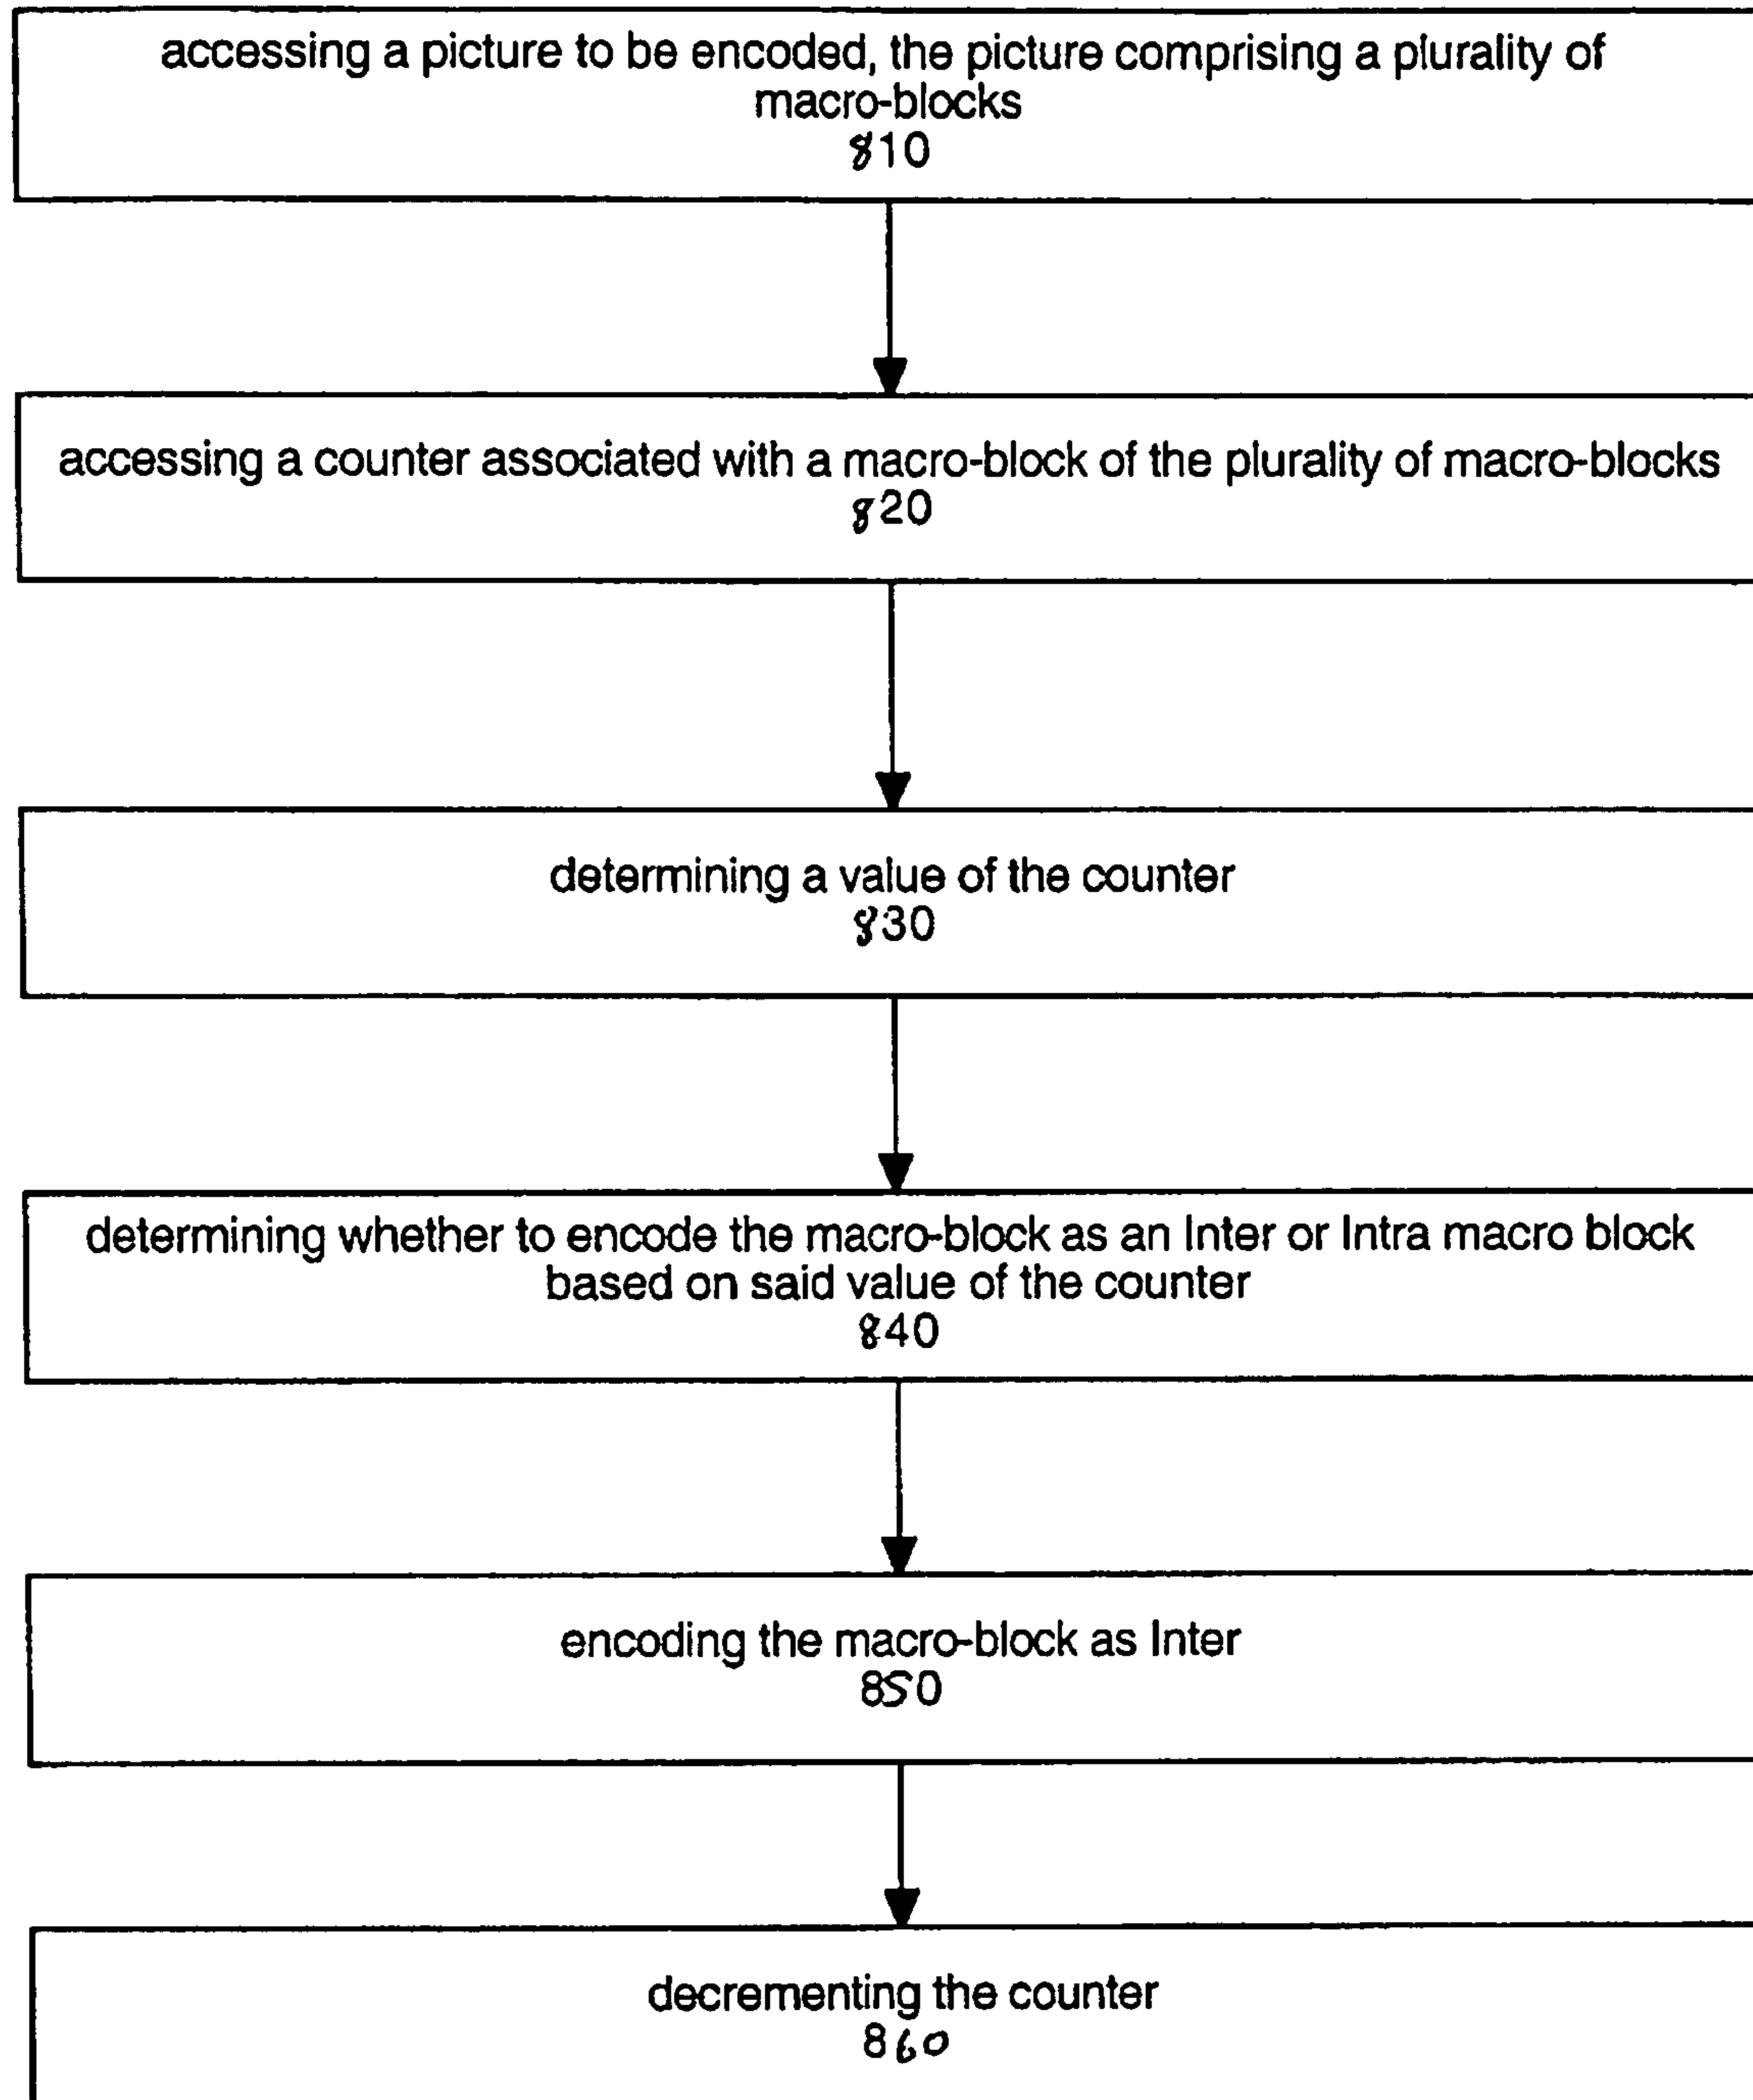 accessing a picture to be encoded, the picture comprising a plurality of
macro-blocks
810
accessing a counter associated with a macro-block of the plurality of macro-blocks
820
determining a value of the counter
830
determining whether to encode the macro-block as an Inter or Intra macro block
based on said value of the counter
840
encoding the macro-block as Inter
850
decrementing the counter
860